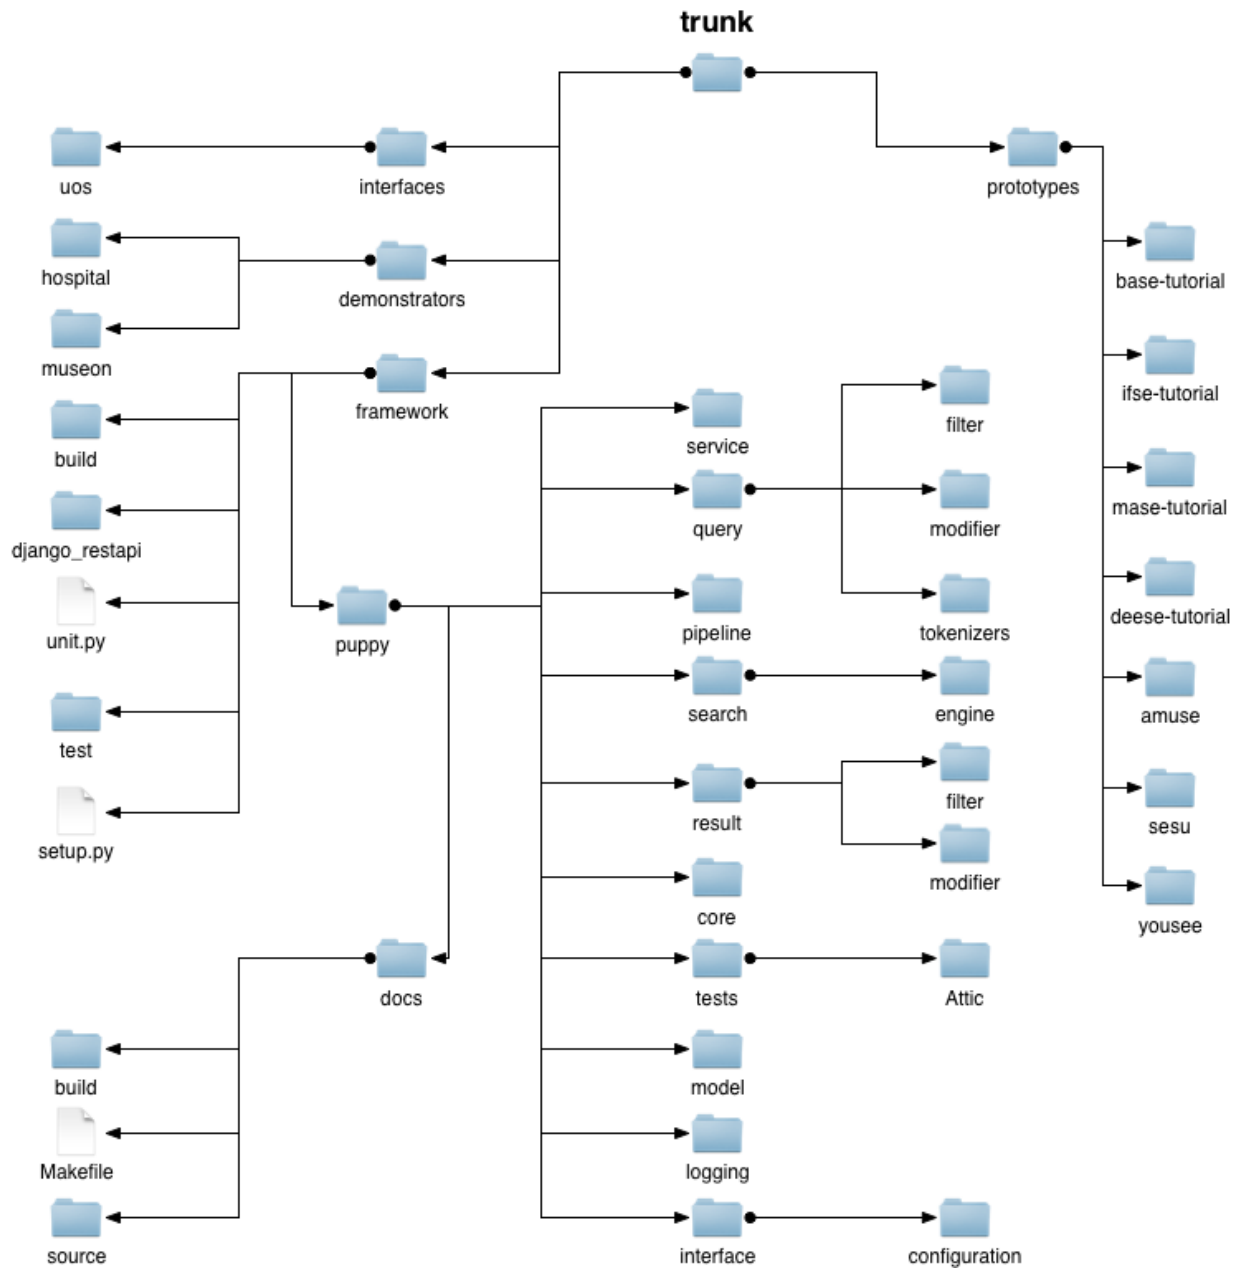 trunk
uos
interfaces
prototypes
hospital
demonstrators
base-tutorial
museon
framework
ifse-tutorial
service
filter
build
query
modifier
mase-tutorial
django_restapi
unit.py
puppy
pipeline
tokenizers
deese-tutorial
search
engine
amuse
test
result
filter
sesu
setup.py
modifier
core
yousee
docs
tests
Attic
build
model
Makefile
logging
source
interface
configuration